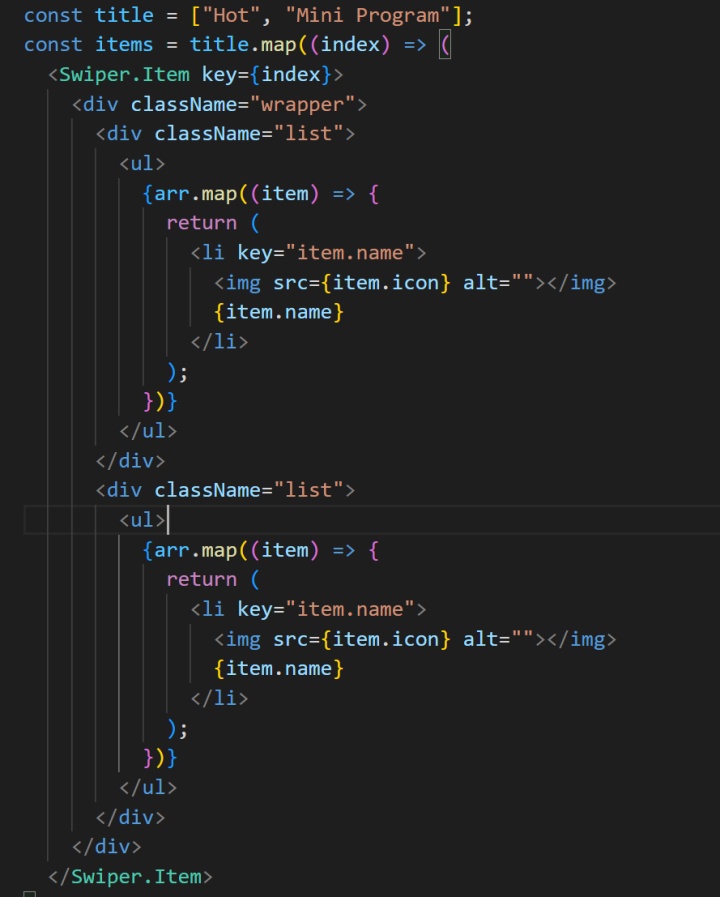 const title = ["Hot", "Mini Program"];
const items = title.map((index) => (
<Swiper.Item key={index}>
<div className="wrapper">
<div className="list">
<ul>
{arr.map((item) => {
return (
<li key="item.name">
<img src={item.icon} alt=""></img>
{item.name}
</li>
);
})}
</ul>
</div>
<div className="list">
<ul>
{arr.map((item) => {
return (
<li key="item.name">
<img src={item.icon} alt=""></img>
{item.name}
</li>
);
})}
</ul>
</div>
</div>
</Swiper.Item>